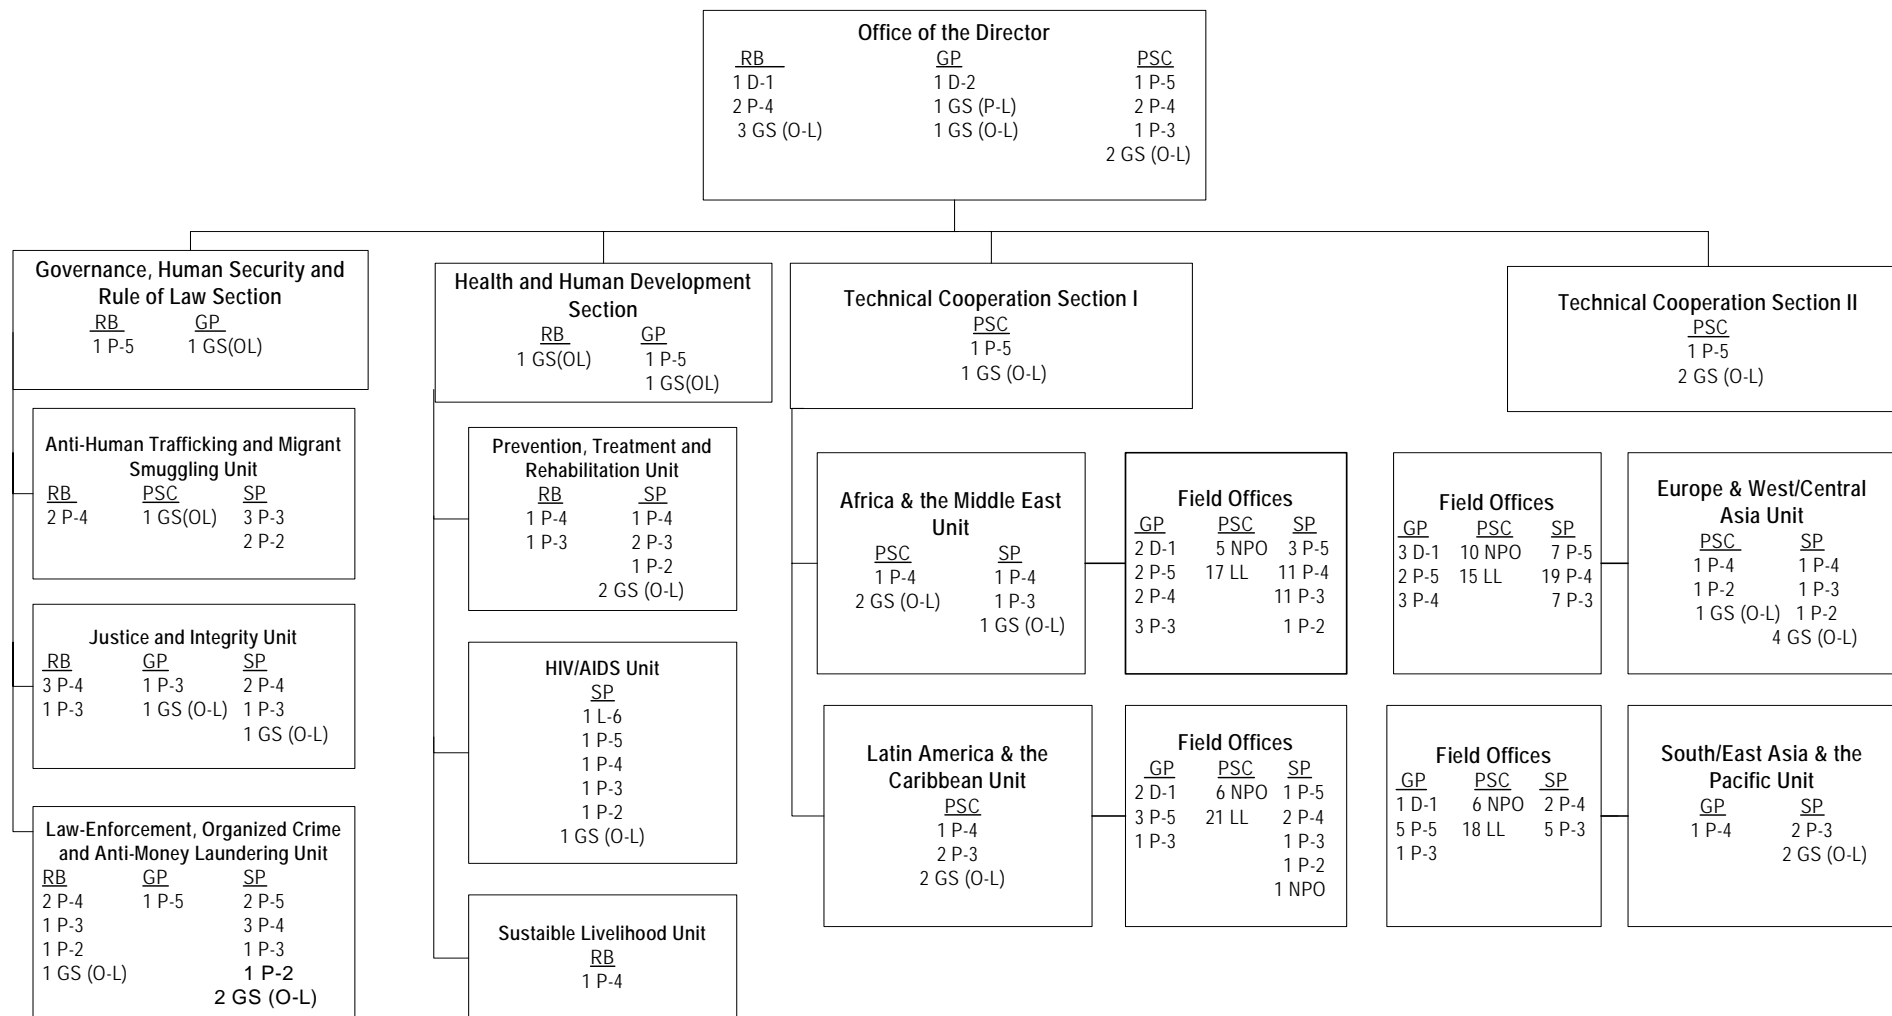 Office of the Director
RB GP PSC
1 D-1 1 D-2 1 P-5
2 P-4 1 GS (P-L) 2 P-4
3 GS (O-L) 1 GS (O-L) 1 P-3
2 GS (O-L)
Governance, Human Security and
Rule of Law Section
RB GP
1 P-5 1 GS(OL)
Anti-Human Trafficking and Migrant
Smuggling Unit
RB PSC SP
2 P-4 1 GS(OL) 3 P-3
2 P-2
Justice and Integrity Unit
RB GP SP
3 P-4 1 P-3 2 P-4
1 P-3 1 GS (O-L) 1 P-3
1 GS (O-L)
Law-Enforcement, Organized Crime
and Anti-Money Laundering Unit
RB GP SP
2 P-4 1 P-5 2 P-5
1 P-3 3 P-4
1 P-2 1 P-3
1 GS (O-L) 1 P-2
2 GS (O-L)
Health and Human Development
Section
RB GP
1 GS(OL) 1 P-5
1 GS(OL)
Prevention, Treatment and
Rehabilitation Unit
RB SP
1 P-4 1 P-4
1 P-3 2 P-3
1 P-2
2 GS (O-L)
HIV/AIDS Unit
SP
1 L-6
1 P-5
1 P-4
1 P-3
1 P-2
1 GS (O-L)
Sustaible Livelihood Unit
RB
1 P-4
Technical Cooperation Section I
PSC
1 P-5
1 GS (O-L)
Africa & the Middle East
Unit
PSC SP
1 P-4 1 P-4
2 GS (O-L) 1 P-3
1 GS (O-L)
Field Offices
GP PSC SP
2 D-1 5 NPO 3 P-5
2 P-5 17 LL 11 P-4
2 P-4 11 P-3
3 P-3 1 P-2
Latin America & the
Caribbean Unit
PSC
1 P-4
2 P-3
2 GS (O-L)
Field Offices
GP PSC SP
2 D-1 6 NPO 1 P-5
3 P-5 21 LL 2 P-4
1 P-3 1 P-3
1 P-2
1 NPO
Technical Cooperation Section II
PSC
1 P-5
2 GS (O-L)
Field Offices
GP PSC SP
3 D-1 10 NPO 7 P-5
2 P-5 15 LL 19 P-4
3 P-4 7 P-3
Europe & West/Central
Asia Unit
PSC SP
1 P-4 1 P-4
1 P-2 1 P-3
1 GS (O-L) 1 P-2
4 GS (O-L)
Field Offices
GP PSC SP
1 D-1 6 NPO 2 P-4
5 P-5 18 LL 5 P-3
1 P-3
South/East Asia & the
Pacific Unit
GP SP
1 P-4 2 P-3
2 GS (O-L)